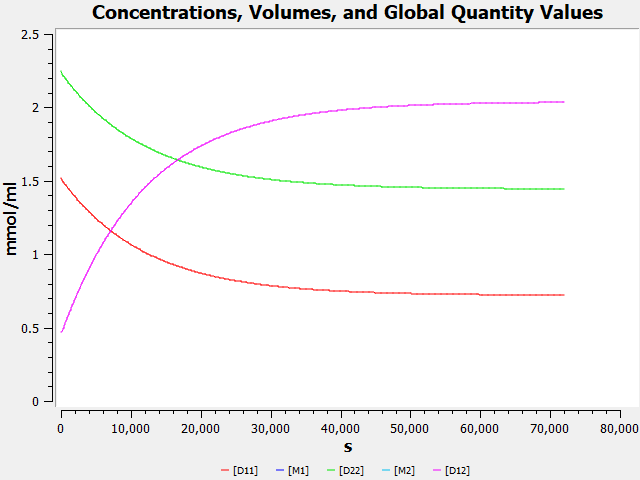 Concentrations, Volumes, and Global Quantity Values
2.5
2
1.5
1
0.5
0
mmol/ml
0 10,000 20,000 30,000 40,000 50,000 60,000 70,000 80,000
s
[D11] [M1] [D22] [M2] [D12]